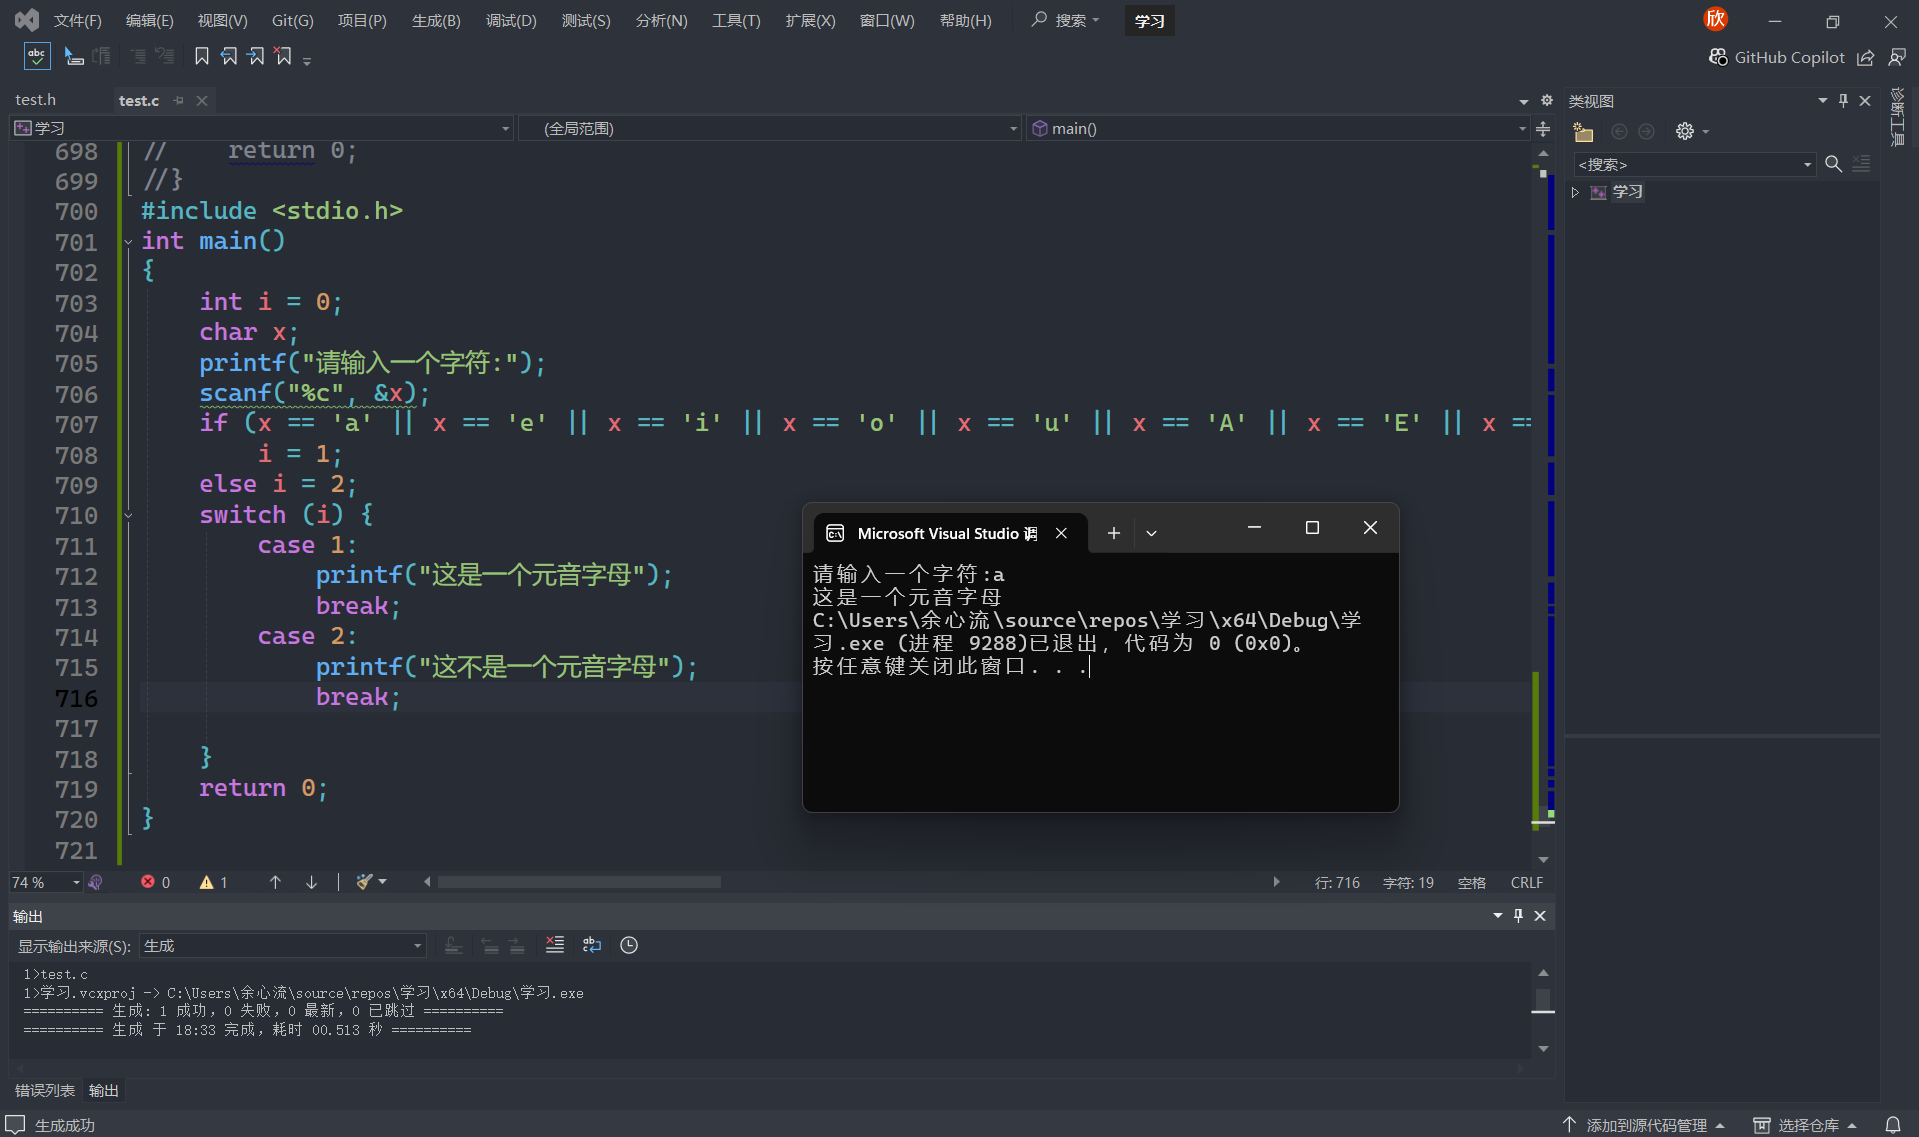 文件(F) 编辑(E) 视图(V) Git(G) 项目(P) 生成(B) 调试(D) 测试(S) 分析(N) 工具(T) 扩展(X) 窗口(W) 帮助(H) 搜索 学习 欣
abc GitHub Copilot
test.h test.c
类视图
诊断工具
学习 (全局范围) main()
<搜索>
学习
698 // return 0;
699 //}
700 #include <stdio.h>
701 int main()
702 {
703 int i = 0;
704 char x;
705 printf("请输入一个字符:");
706 scanf("%c", &x);
707 if (x == 'a' || x == 'e' || x == 'i' || x == 'o' || x == 'u' || x == 'A' || x == 'E' || x ==
708 i = 1;
709 else i = 2;
710 switch (i) {
711 case 1:
712 printf("这是一个元音字母");
713 break;
714 case 2:
715 printf("这不是一个元音字母");
716 break;
717
718 }
719 return 0;
720 }
721
Microsoft Visual Studio 调
请输入一个字符:a
这是一个元音字母
C:\Users\余心流\source\repos\学习\x64\Debug\学
习.exe (进程 9288)已退出, 代码为 0 (0x0)。
按任意键关闭此窗口. . .
74 % 0 1 行: 716 字符: 19 空格 CRLF
输出
显示输出来源(S): 生成
1>test.c
1>学习.vcxproj -> C:\Users\余心流\source\repos\学习\x64\Debug\学习.exe
========== 生成: 1 成功, 0 失败, 0 最新, 0 已跳过 ==========
========== 生成 于 18:33 完成, 耗时 00.513 秒 ==========
错误列表 输出
生成成功 添加到源代码管理 选择仓库